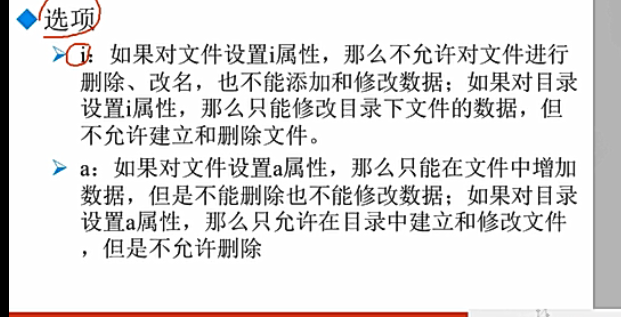 选项
i：如果对文件设置i属性，那么不允许对文件进行
删除、改名，也不能添加和修改数据；如果对目录
设置i属性，那么只能修改目录下文件的数据，但
不允许建立和删除文件。
a：如果对文件设置a属性，那么只能在文件中增加
数据，但是不能删除也不能修改数据；如果对目录
设置a属性，那么只允许在目录中建立和修改文件
，但是不允许删除